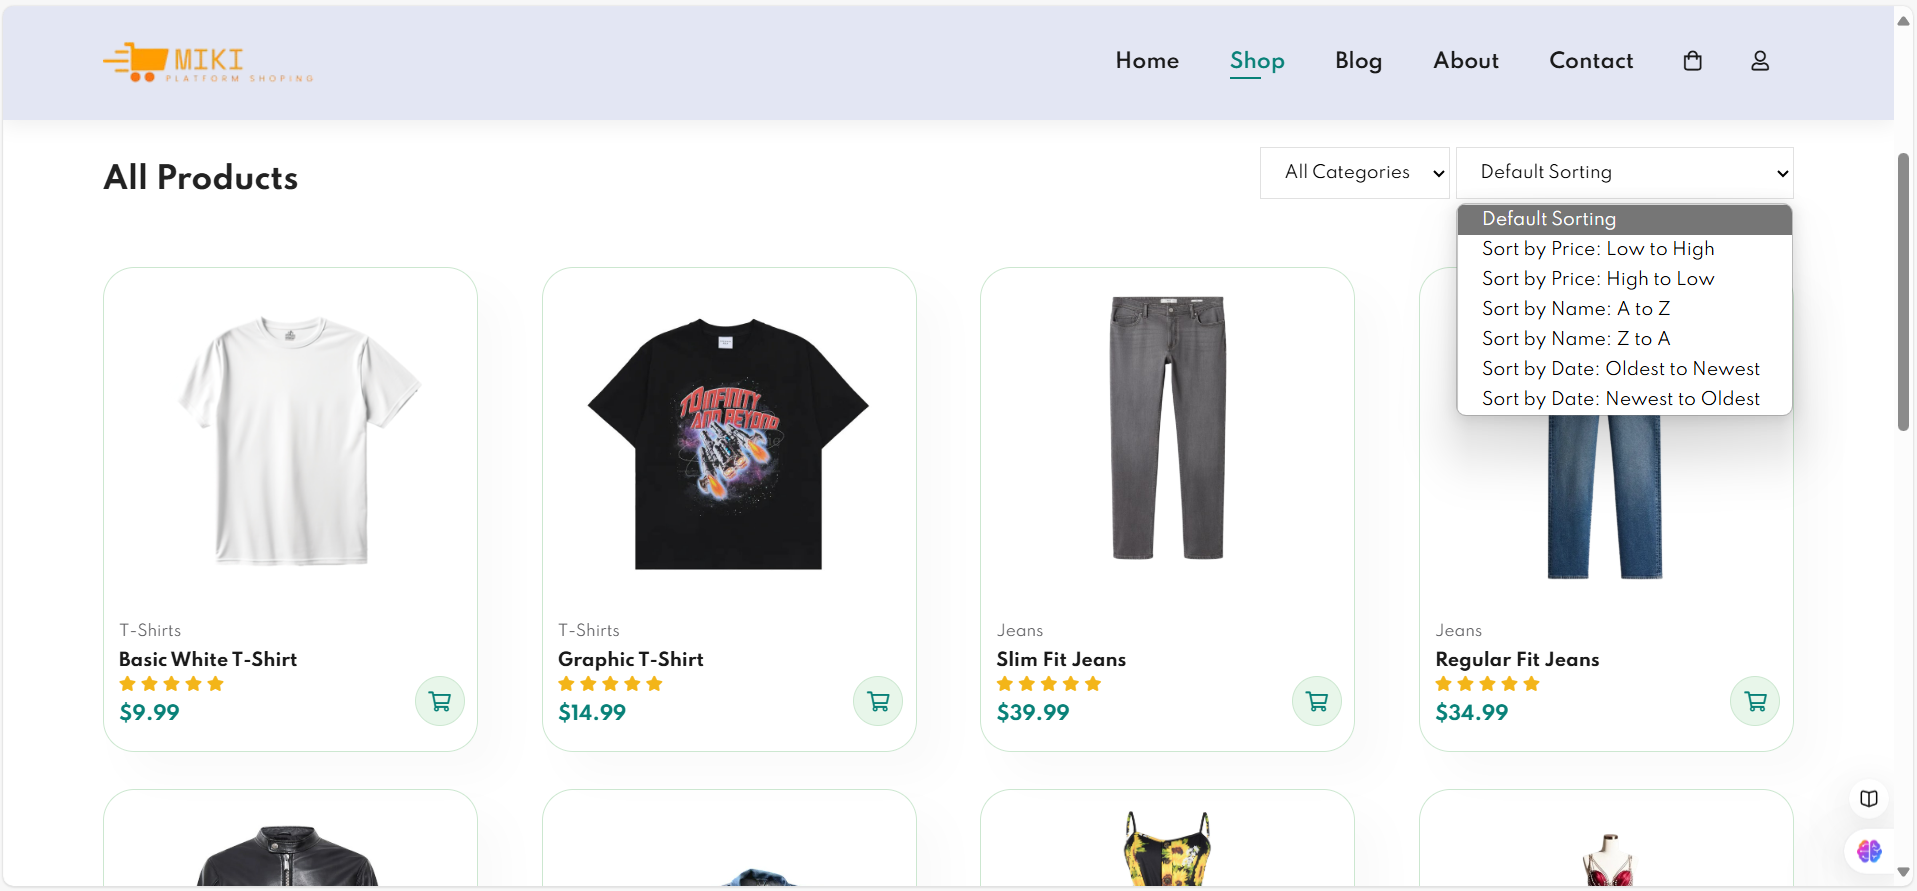 MIKI
PLATFORM SHOPING
Home
Shop
Blog
About
Contact
All Products
All Categories
Default Sorting
Default Sorting
Sort by Price: Low to High
Sort by Price: High to Low
Sort by Name: A to Z
Sort by Name: Z to A
Sort by Date: Oldest to Newest
Sort by Date: Newest to Oldest
TO INFINITY
AND BEYOND
T-Shirts
Basic White T-Shirt
$9.99
T-Shirts
Graphic T-Shirt
$14.99
Jeans
Slim Fit Jeans
$39.99
Jeans
Regular Fit Jeans
$34.99